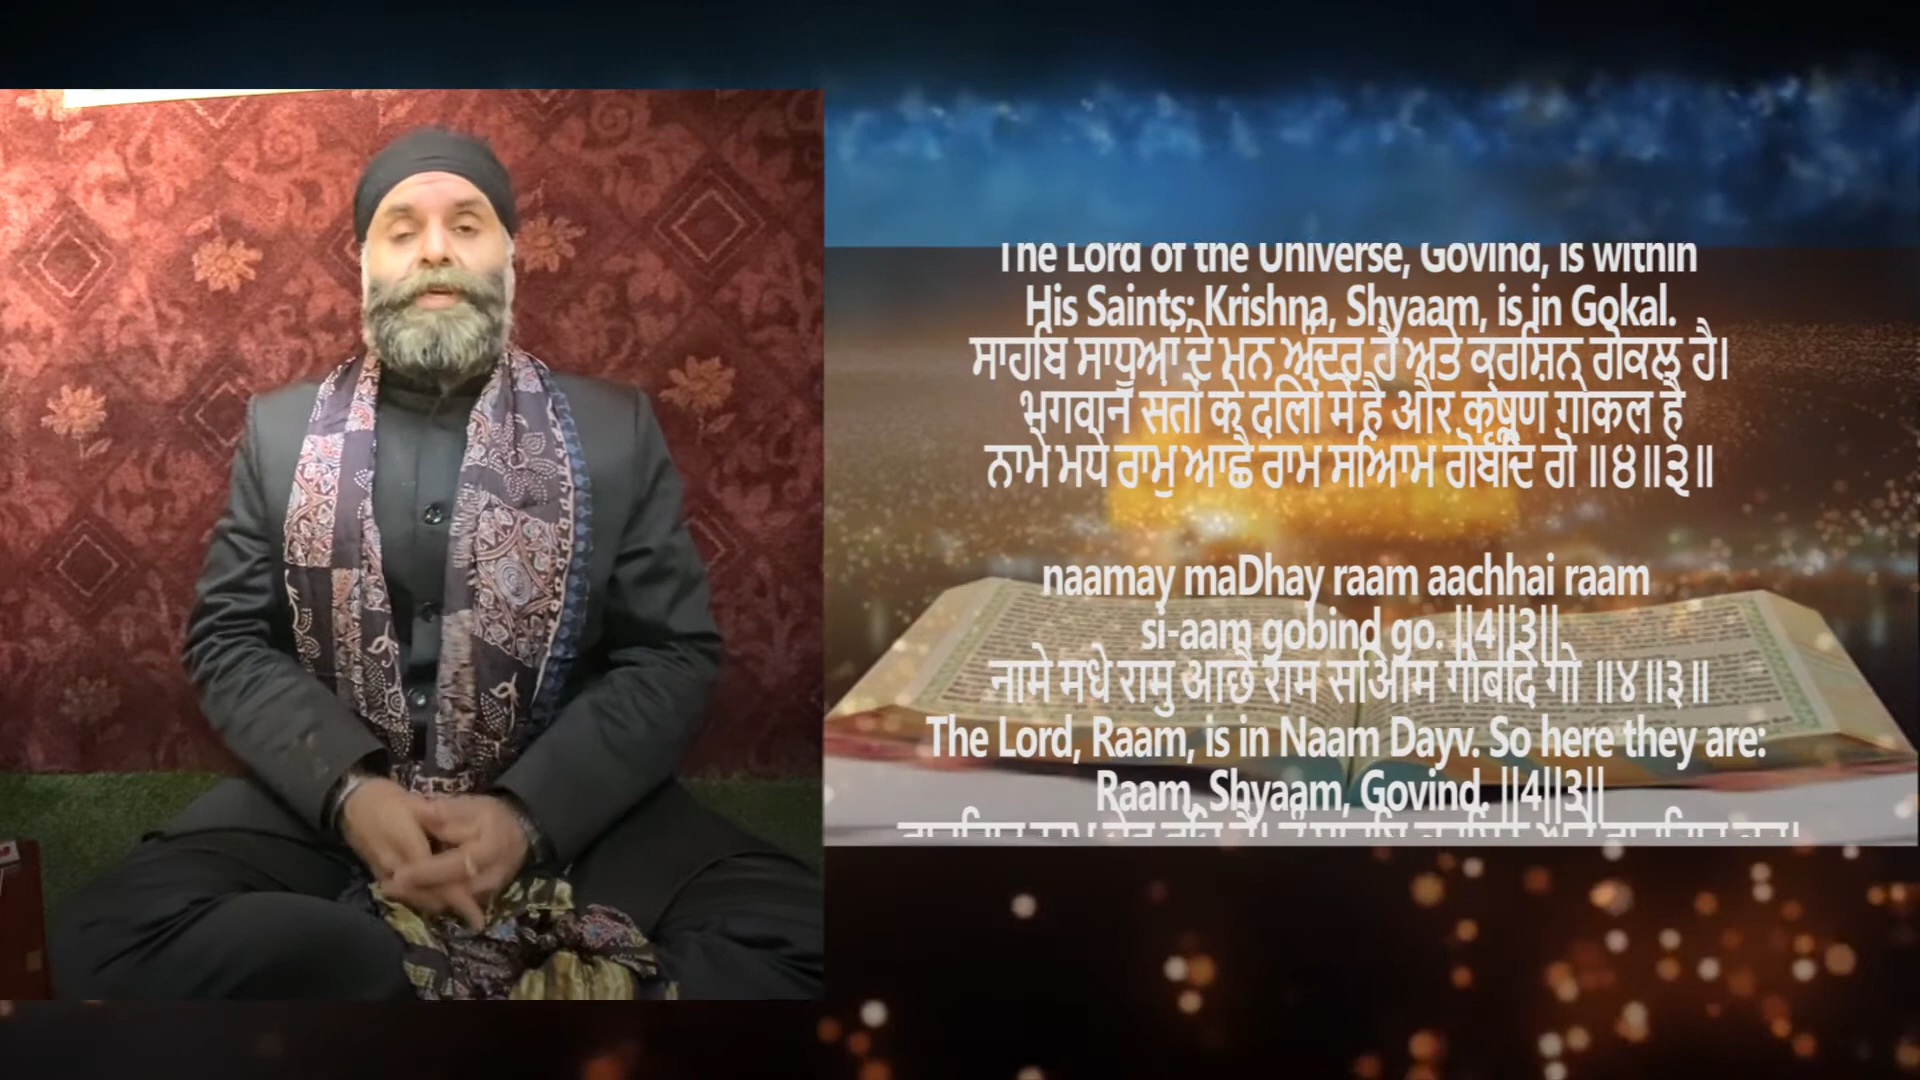 The Lord of the Universe, Govind, is within
His Saints; Krishna, Shyaam, is in Gokal.
ਸਾਹਿਬ ਸਾਧੂਆਂ ਦੇ ਮਨ ਅੰਦਰ ਹੈ ਅਤੇ ਕ੍ਰਿਸ਼ਨ ਗੋਕਲ ਹੈ।
भगवान संतों के दिलों में है और कृष्ण गोकल है
ਨਾਮੇ ਮਧੇ ਰਾਮੁ ਆਛੈ ਰਾਮ ਸਿਆਮ ਗੋਬਿੰਦ ਗੋ ॥੪॥੩॥
naamay maDhay raam aachhai raam
si-aam gobind go. ||4||3||
नामे मधे रामु आछै राम सिआम गोबिंद गो ॥४॥३॥
The Lord, Raam, is in Naam Dayv. So here they are:
Raam, Shyaam, Govind. ||4||3||